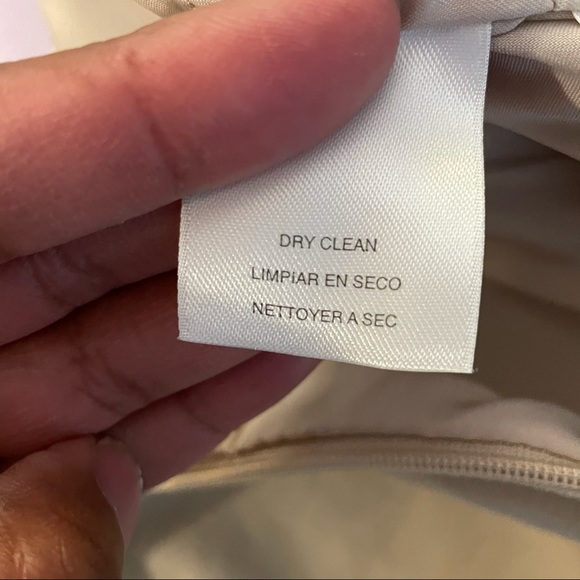 DRY CLEAN
LIMPIAR EN SECO
NETTOYER A SEC